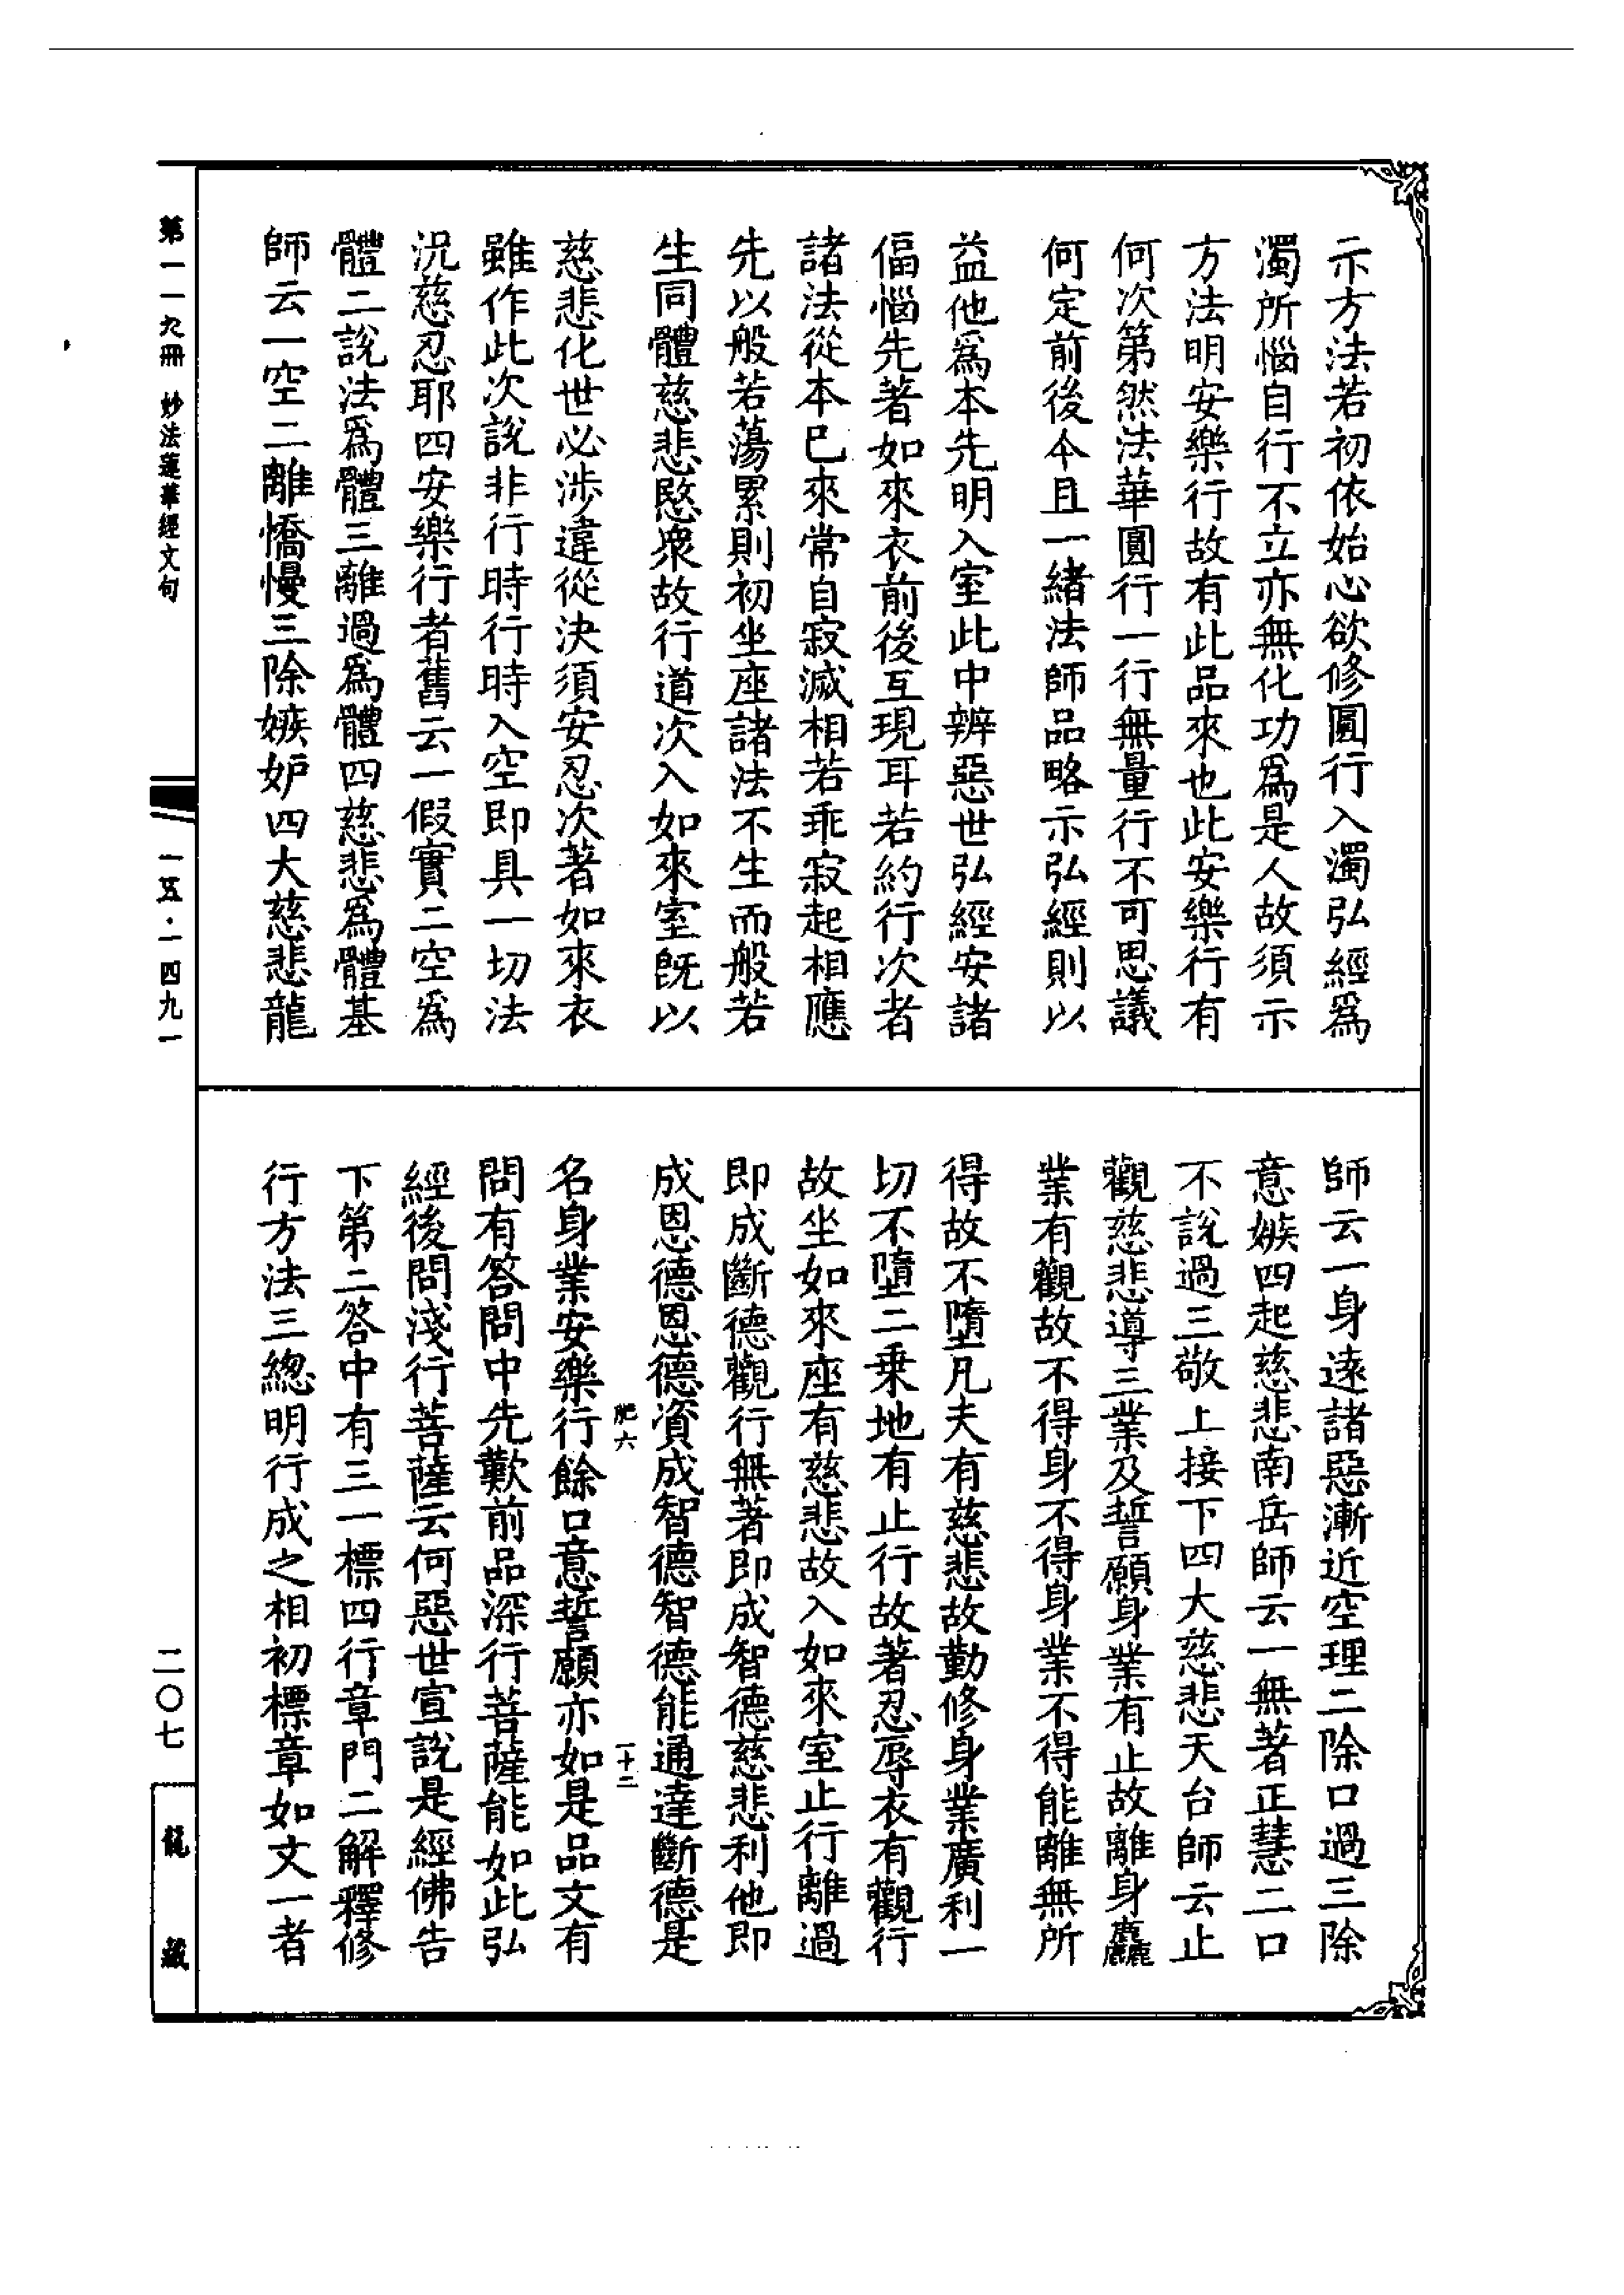 示方法若初依始心欲修圓行入濁弘經爲
濁所惱自行不立亦無化功爲是人故須示
方法明安樂行故有此品來也此安樂行有
何次第然法華圓行一行無量行不可思議
何定前後今且一緒法師品略示弘經則以
益他爲本先明入室此中辨惡世弘經安諸
偪惱先著如來衣前後互現耳若約行次者
諸法從本已來常自寂滅相若乖寂起相應
先以般若蕩累則初坐座諸法不生而般若
生同體慈悲愍衆故行道次入如來室既以
慈悲化世必涉違從決須安忍次著如來衣
雖作此次說非行時行時入空即具一切法
況慈忍耶四安樂行者舊云一假實二空爲
體二說法爲體三離過爲體四慈悲爲體基
師云一空二離憍慢三除嫉妒四大慈悲龍
師云一身遠諸惡漸近空理二除口過三除
意嫉四起慈悲南岳師云一無著正慧二口
不說過三敬上接下四大慈悲天台師云止
觀慈悲導三業及誓願身業有止故離身麤
業有觀故不得身不得身業不得能離無所
得故不墮凡夫有慈悲故勤修身業廣利一
切不墮二乘地有止行故著忍辱衣有觀行
故坐如來座有慈悲故入如來室止行離過
即成斷德觀行無著即成智德慈悲利他即
成恩德恩德資成智德智德能通達斷德是
肥六 十二
名身業安樂行餘口意誓願亦如是品文有
問有答問中先歎前品深行菩薩能如此弘
經後問淺行菩薩云何惡世宣說是經佛告
下第二答中有三一標四行章門二解釋修
行方法三總明行成之相初標章如文一者
第一一九冊 妙法蓮華經文句
一五·一四九一
二〇七
龍藏